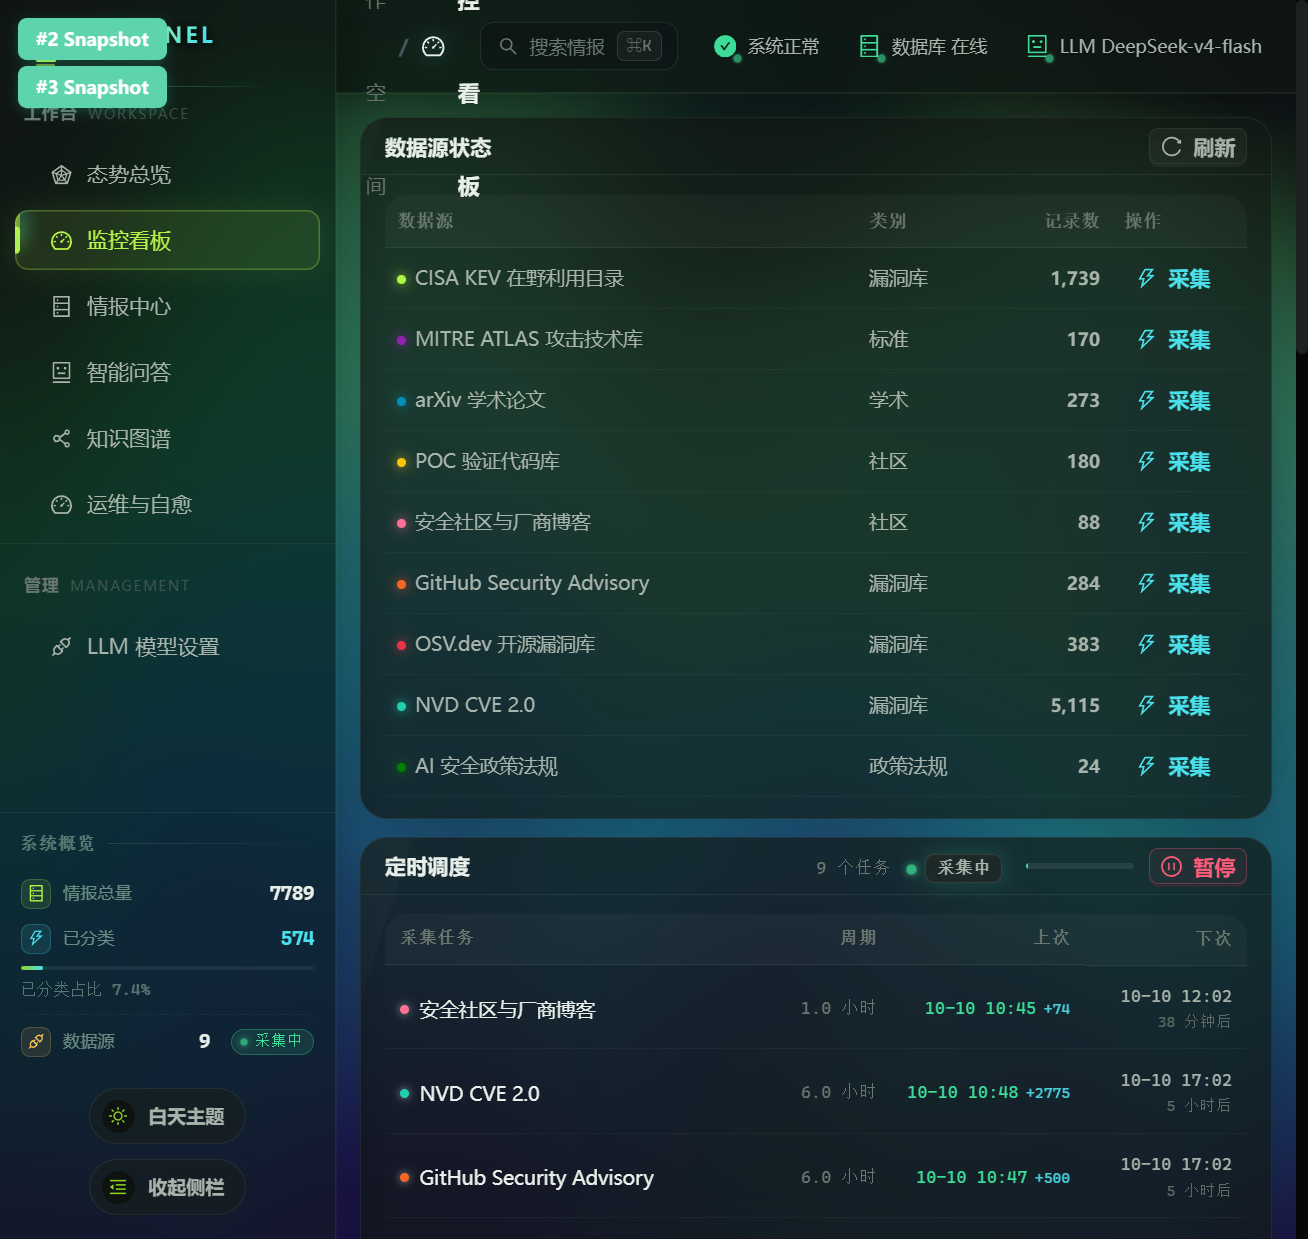 #2 Snapshot
NEL
#3 Snapshot
工作台 WORKSPACE
态势总览
监控看板
情报中心
智能问答
知识图谱
运维与自愈
管理 MANAGEMENT
LLM 模型设置
系统概览
情报总量 7789
已分类 574
已分类占比 7.4%
数据源 9 采集中
白天主题
收起侧栏
作
空
间
/
控
看
板
搜索情报 ⌘K
系统正常
数据库 在线
LLM DeepSeek-v4-flash
数据源状态 刷新
数据源 类别 记录数 操作
CISA KEV 在野利用目录 漏洞库 1,739 采集
MITRE ATLAS 攻击技术库 标准 170 采集
arXiv 学术论文 学术 273 采集
POC 验证代码库 社区 180 采集
安全社区与厂商博客 社区 88 采集
GitHub Security Advisory 漏洞库 284 采集
OSV.dev 开源漏洞库 漏洞库 383 采集
NVD CVE 2.0 漏洞库 5,115 采集
AI 安全政策法规 政策法规 24 采集
定时调度 9 个任务 采集中 暂停
采集任务 周期 上次 下次
安全社区与厂商博客 1.0 小时 10-10 10:45 +74 10-10 12:02
38 分钟后
NVD CVE 2.0 6.0 小时 10-10 10:48 +2775 10-10 17:02
5 小时后
GitHub Security Advisory 6.0 小时 10-10 10:47 +500 10-10 17:02
5 小时后